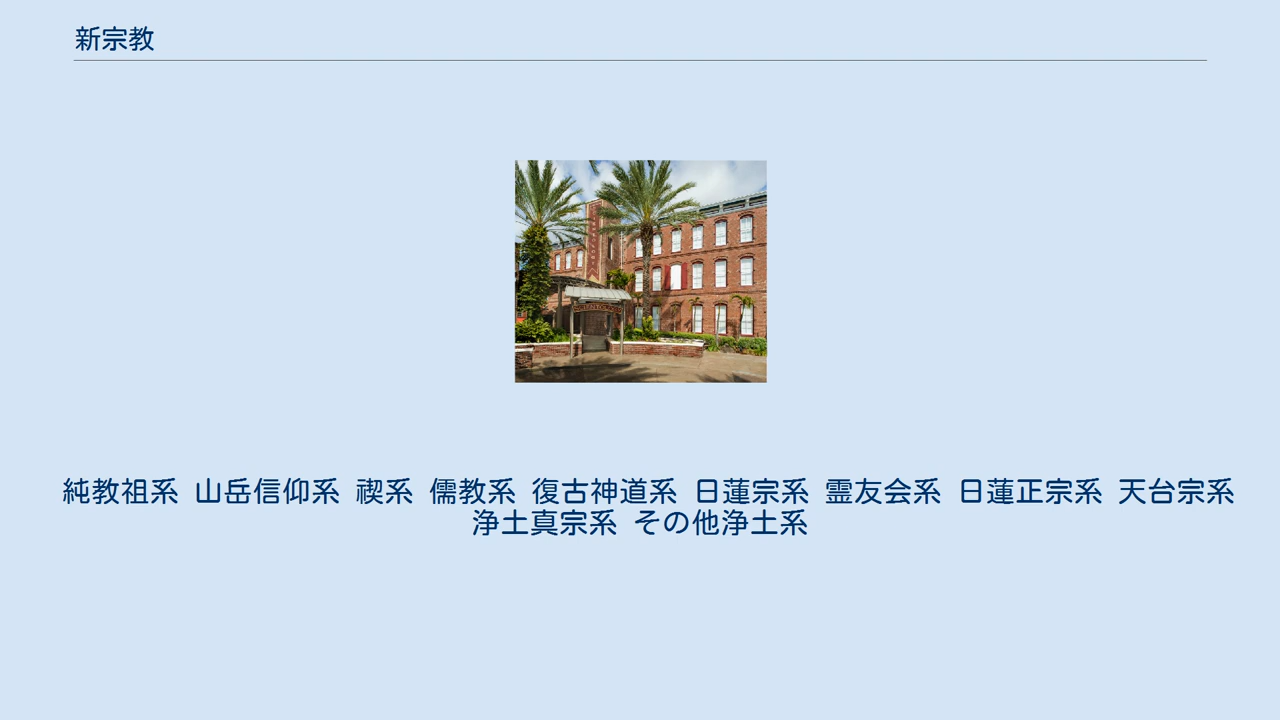 新宗教
純教祖系 山岳信仰系 禊系 儒教系 復古神道系 日蓮宗系 霊友会系 日蓮正宗系 天台宗系
浄土真宗系 その他浄土系